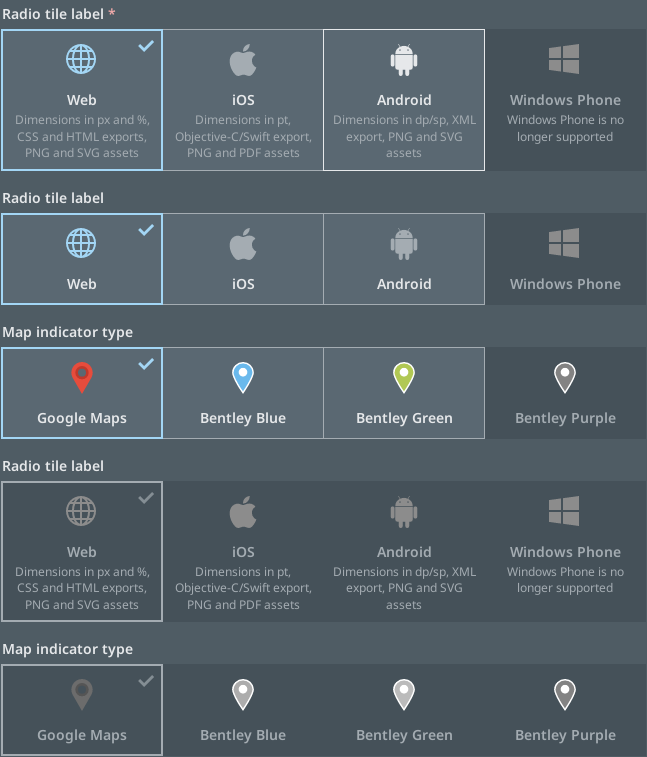 Radio tile label *
Web
Dimensions in px and %,
CSS and HTML exports,
PNG and SVG assets
iOS
Dimensions in pt,
Objective-C/Swift export,
PNG and PDF assets
Android
Dimensions in dp/sp, XML
export, PNG and SVG
assets
Windows Phone
Windows Phone is no
longer supported
Radio tile label
Web
iOS
Android
Windows Phone
Map indicator type
Google Maps
Bentley Blue
Bentley Green
Bentley Purple
Radio tile label
Web
Dimensions in px and %,
CSS and HTML exports,
PNG and SVG assets
iOS
Dimensions in pt,
Objective-C/Swift export,
PNG and PDF assets
Android
Dimensions in dp/sp, XML
export, PNG and SVG
assets
Windows Phone
Windows Phone is no
longer supported
Map indicator type
Google Maps
Bentley Blue
Bentley Green
Bentley Purple